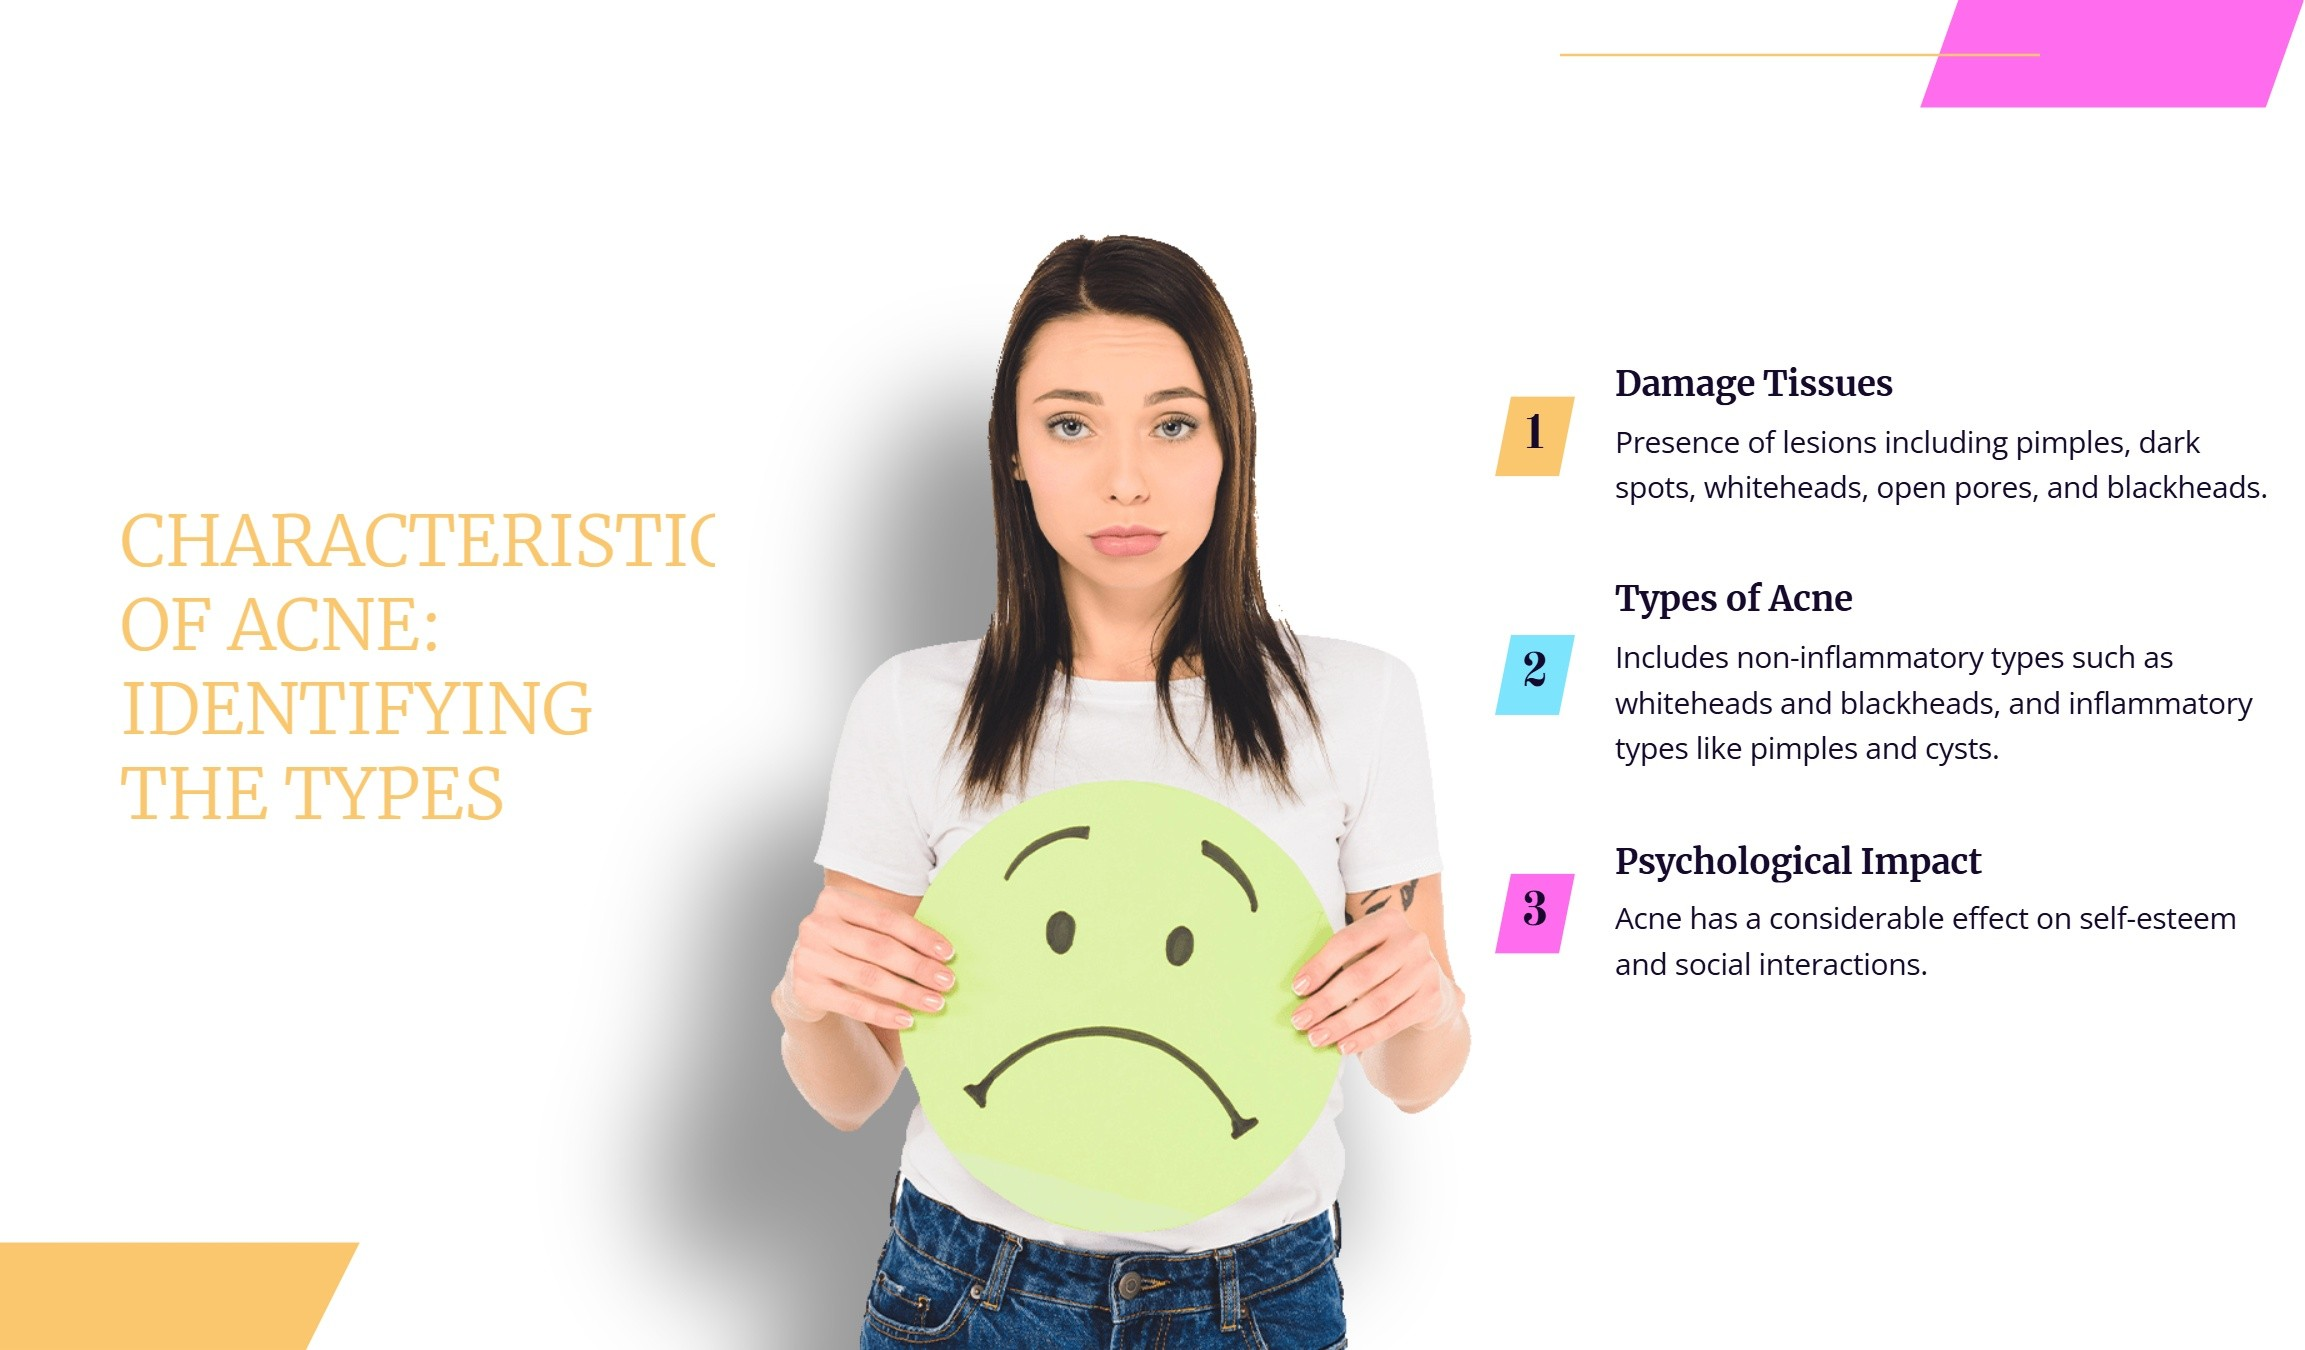 CHARACTERISTIC
OF ACNE:
IDENTIFYING
THE TYPES
1
Damage Tissues
Presence of lesions including pimples, dark
spots, whiteheads, open pores, and blackheads.
2
Types of Acne
Includes non-inflammatory types such as
whiteheads and blackheads, and inflammatory
types like pimples and cysts.
3
Psychological Impact
Acne has a considerable effect on self-esteem
and social interactions.